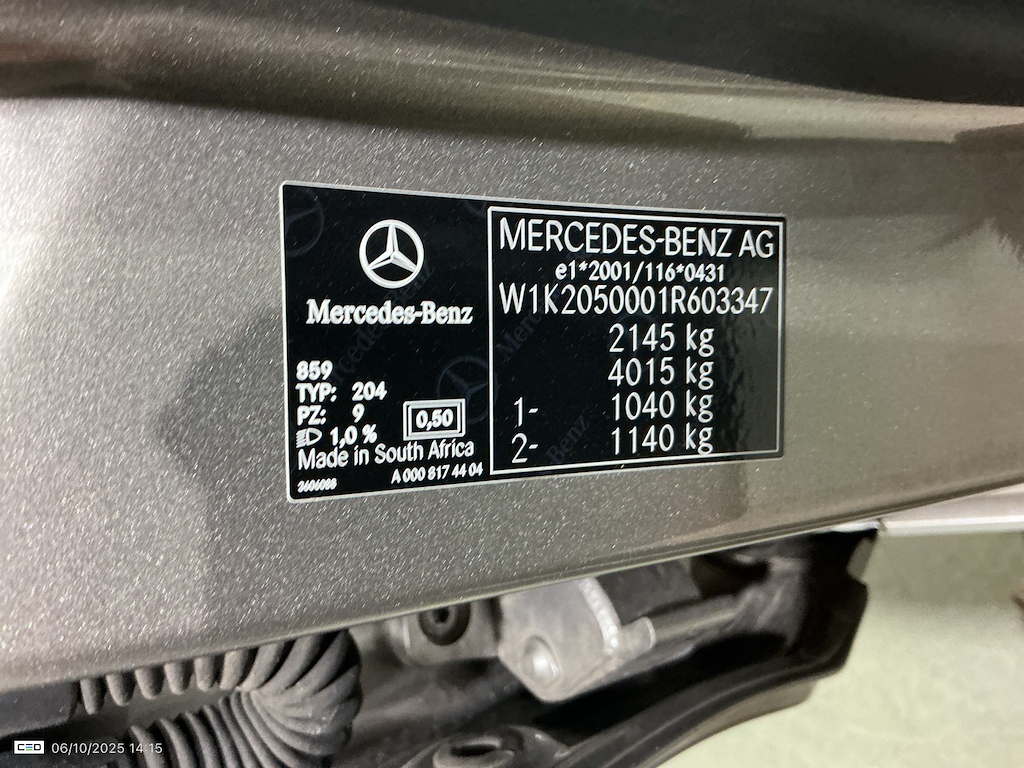 Mercedes-Benz
859
TYP: 204
PZ: 9
1,0 %
0,50
Made in South Africa
A 000 817 44 04
MERCEDES-BENZ AG
e1*2001/116*0431
W1K2050001R603347
2145 kg
4015 kg
1- 1040 kg
2- 1140 kg
CEO 06/10/2025 14:15